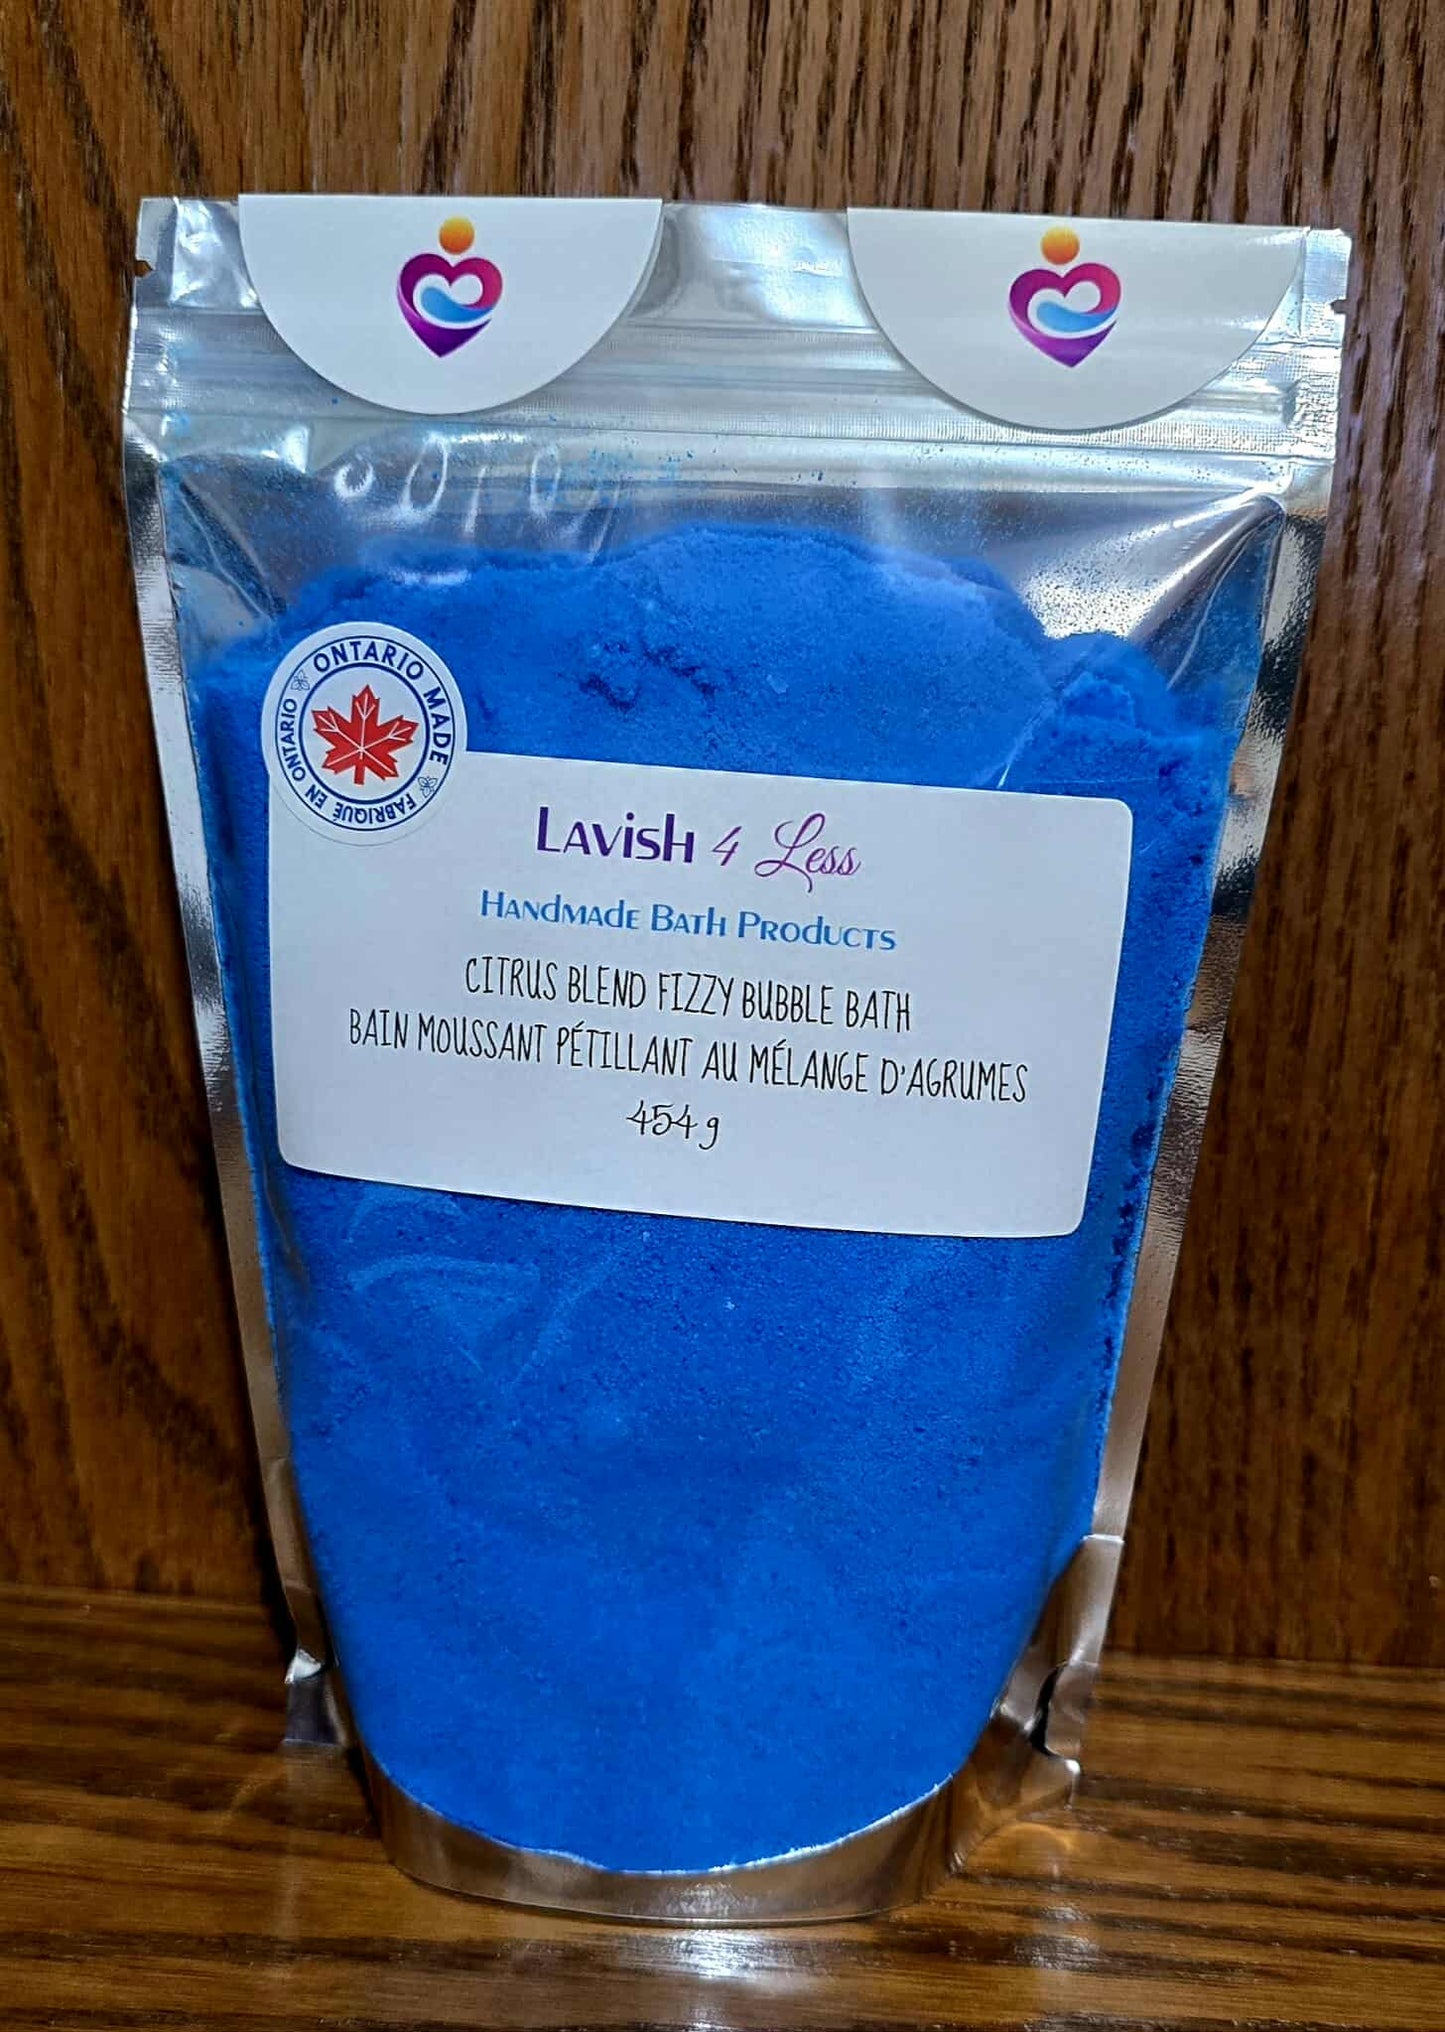 ONTARIO MADE
FABRIQUÉ EN ONTARIO
Lavish 4 Less
Handmade Bath Products
CITRUS BLEND FIZZY BUBBLE BATH
BAIN MOUSSANT PÉTILLANT AU MÉLANGE D'AGRUMES
454 g